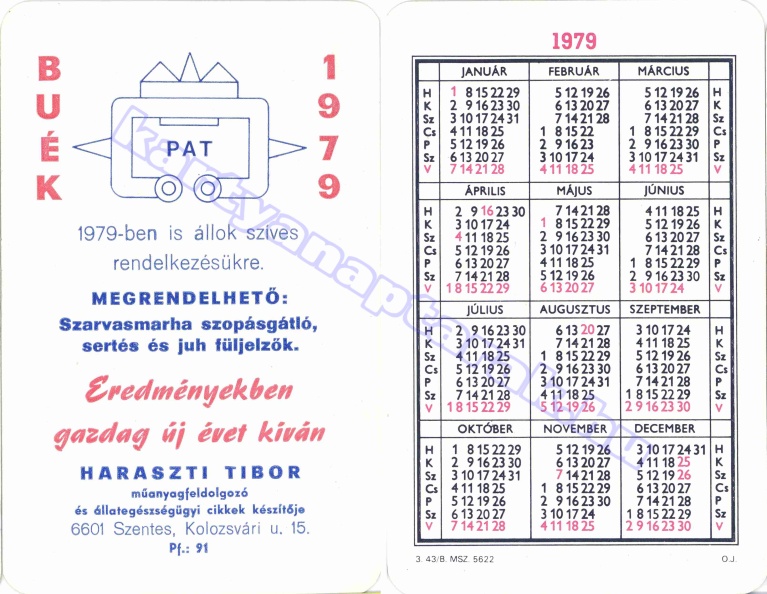 BUÉK
1979
PAT
1979-ben is állok szíves
rendelkezésükre.
MEGRENDELHETŐ:
Szarvasmarha szopásgátló,
sertés és juh füljelzők.
Eredményekben
gazdag új évet kíván
HARASZTI TIBOR
műanyagfeldolgozó
és állategészségügyi cikkek készítője
6601 Szentes, Kolozsvári u. 15.
Pf.: 91
kartyanaptarak.hu
1979
JANUÁR FEBRUÁR MÁRCIUS
H 1 8 15 22 29 5 12 19 26 5 12 19 26 H
K 2 9 16 23 30 6 13 20 27 6 13 20 27 K
Sz 3 10 17 24 31 7 14 21 28 7 14 21 28 Sz
Cs 4 11 18 25 1 8 15 22 1 8 15 22 29 Cs
P 5 12 19 26 2 9 16 23 2 9 16 23 30 P
Sz 6 13 20 27 3 10 17 24 3 10 17 24 31 Sz
V 7 14 21 28 4 11 18 25 4 11 18 25 V
ÁPRILIS MÁJUS JÚNIUS
H 2 9 16 23 30 7 14 21 28 4 11 18 25 H
K 3 10 17 24 1 8 15 22 29 5 12 19 26 K
Sz 4 11 18 25 2 9 16 23 30 6 13 20 27 Sz
Cs 5 12 19 26 3 10 17 24 31 7 14 21 28 Cs
P 6 13 20 27 4 11 18 25 1 8 15 22 29 P
Sz 7 14 21 28 5 12 19 26 2 9 16 23 30 Sz
V 1 8 15 22 29 6 13 20 27 3 10 17 24 V
JÚLIUS AUGUSZTUS SZEPTEMBER
H 2 9 16 23 30 6 13 20 27 3 10 17 24 H
K 3 10 17 24 31 7 14 21 28 4 11 18 25 K
Sz 4 11 18 25 1 8 15 22 29 5 12 19 26 Sz
Cs 5 12 19 26 2 9 16 23 30 6 13 20 27 Cs
P 6 13 20 27 3 10 17 24 31 7 14 21 28 P
Sz 7 14 21 28 4 11 18 25 1 8 15 22 29 Sz
V 1 8 15 22 29 5 12 19 26 2 9 16 23 30 V
OKTÓBER NOVEMBER DECEMBER
H 1 8 15 22 29 5 12 19 26 3 10 17 24 31 H
K 2 9 16 23 30 6 13 20 27 4 11 18 25 K
Sz 3 10 17 24 31 7 14 21 28 5 12 19 26 Sz
Cs 4 11 18 25 1 8 15 22 29 6 13 20 27 Cs
P 5 12 19 26 2 9 16 23 30 7 14 21 28 P
Sz 6 13 20 27 3 10 17 24 1 8 15 22 29 Sz
V 7 14 21 28 4 11 18 25 2 9 16 23 30 V
3. 43/B. MSZ. 5622 O.J.